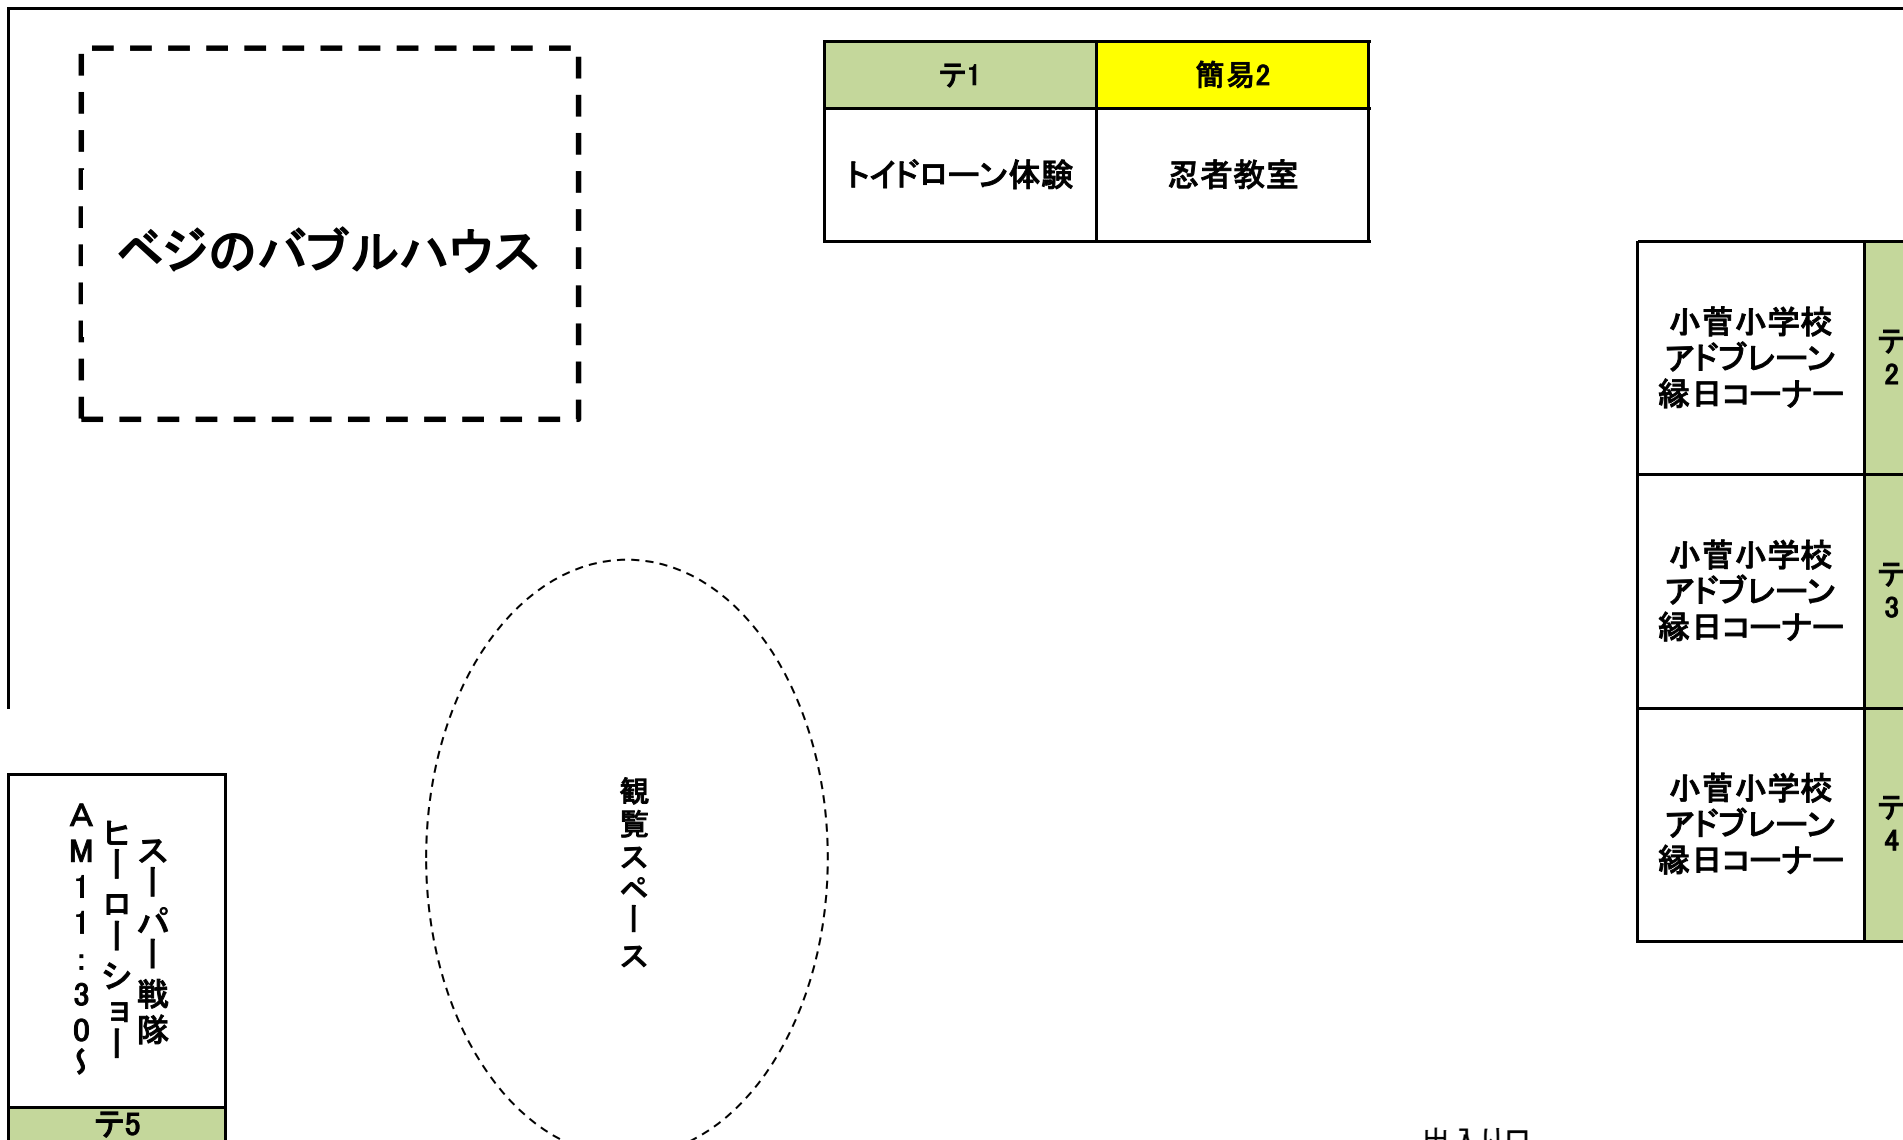 テ1
簡易2
トイドローン体験
忍者教室
ベジのバブルハウス
小菅小学校
アドブレーン
縁日コーナー
テ2
小菅小学校
アドブレーン
縁日コーナー
テ3
小菅小学校
アドブレーン
縁日コーナー
テ4
観覧スペース
スーパー戦隊
ヒーローショー
AM11:30~
テ5
出入り口